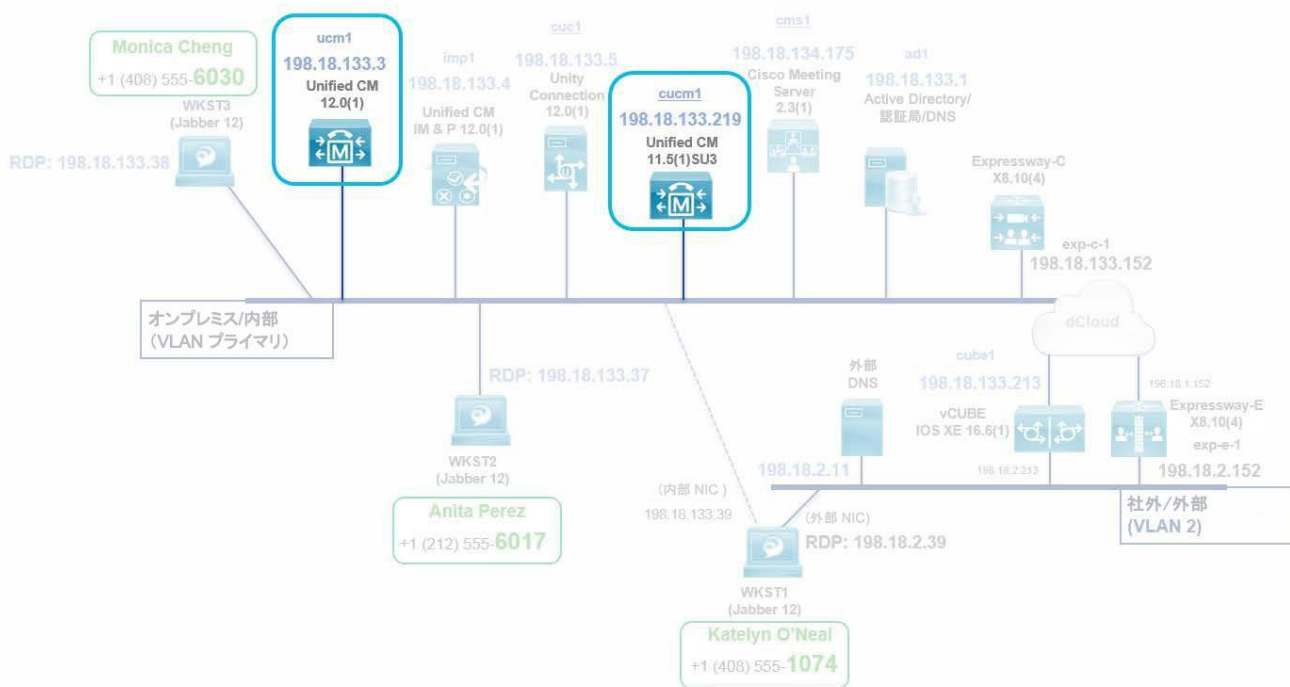 Monica Cheng
+1 (408) 555-6030
WKST3
(Jabber 12)
RDP: 198.18.133.38
ucm1
198.18.133.3
Unified CM
12.0(1)
imp1
198.18.133.4
Unified CM
IM & P 12.0(1)
cuc1
198.18.133.5
Unity
Connection
12.0(1)
cucm1
198.18.133.219
Unified CM
11.5(1)SU3
cms1
198.18.134.175
Cisco Meeting
Server
2.3(1)
ad1
198.18.133.1
Active Directory/
認証局/DNS
Expressway-C
X8.10(4)
exp-c-1
198.18.133.152
オンプレミス/内部
(VLAN プライマリ)
dCloud
RDP: 198.18.133.37
WKST2
(Jabber 12)
Anita Perez
+1 (212) 555-6017
外部
DNS
198.18.2.11
cube1
198.18.133.213
vCUBE
IOS XE 16.6(1)
198.18.2.213
198.18.1.152
Expressway-E
X8.10(4)
exp-e-1
198.18.2.152
(内部 NIC )
198.18.133.39
(外部 NIC)
RDP: 198.18.2.39
社外/外部
(VLAN 2)
WKST1
(Jabber 12)
Katelyn O'Neal
+1 (408) 555-1074